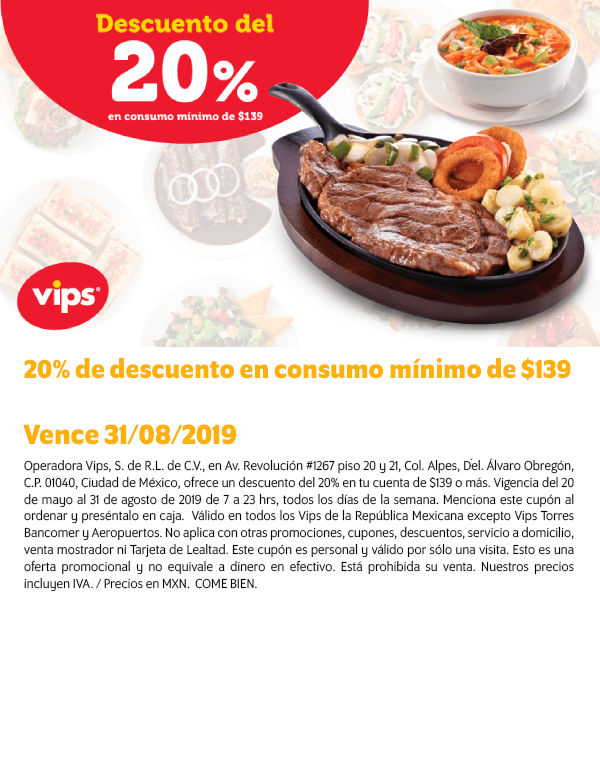 Descuento del
20%
en consumo mínimo de $139
vips®
20% de descuento en consumo mínimo de $139
Vence 31/08/2019
Operadora Vips, S. de R.L. de C.V., en Av. Revolución #1267 piso 20 y 21, Col. Alpes, Del. Álvaro Obregón,
C.P. 01040, Ciudad de México, ofrece un descuento del 20% en tu cuenta de $139 o más. Vigencia del 20
de mayo al 31 de agosto de 2019 de 7 a 23 hrs, todos los días de la semana. Menciona este cupón al
ordenar y preséntalo en caja. Válido en todos los Vips de la República Mexicana excepto Vips Torres
Bancomer y Aeropuertos. No aplica con otras promociones, cupones, descuentos, servicio a domicilio,
venta mostrador ni Tarjeta de Lealtad. Este cupón es personal y válido por sólo una visita. Esto es una
oferta promocional y no equivale a dinero en efectivo. Está prohibida su venta. Nuestros precios
incluyen IVA. / Precios en MXN. COME BIEN.